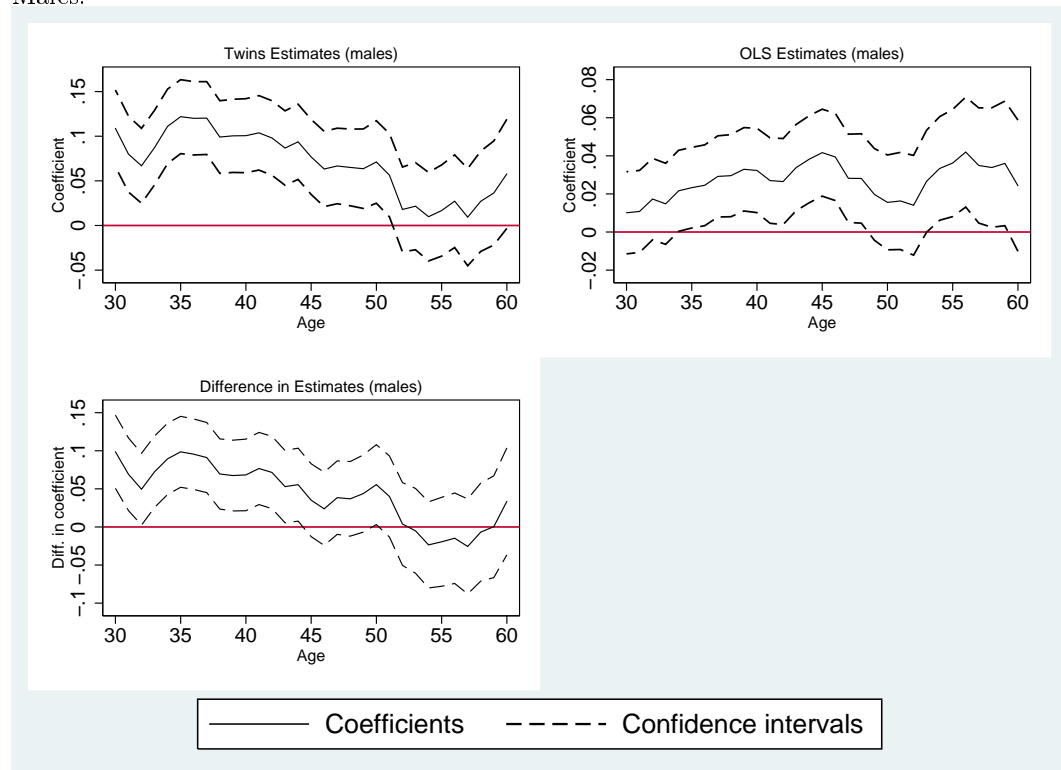 Males.
Twins Estimates (males)
Coefficient
-.05 0 .05 .1 .15
30 35 40 45 50 55 60
Age
OLS Estimates (males)
Coefficient
-.02 0 .02 .04 .06 .08
30 35 40 45 50 55 60
Age
Difference in Estimates (males)
Diff. in coefficient
-.1 -.05 0 .05 .1 .15
30 35 40 45 50 55 60
Age
Coefficients Confidence intervals